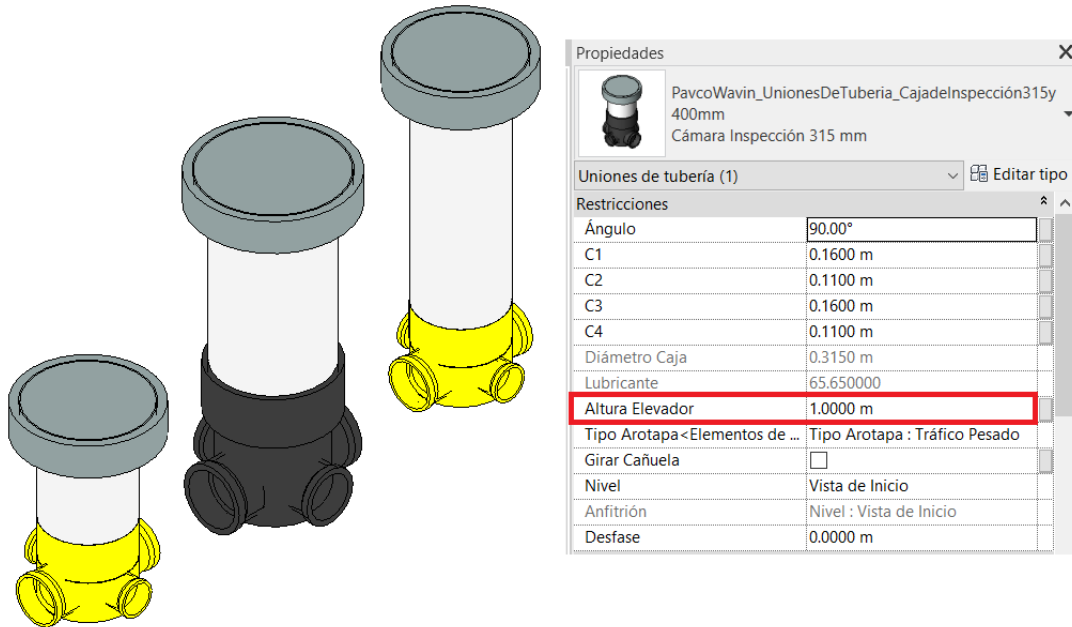 Propiedades
PavcoWavin_UnionesDeTuberia_CajadeInspección315y
400mm
Cámara Inspección 315 mm
Uniones de tubería (1)
Editar tipo
Restricciones
Ángulo 90.00°
C1 0.1600 m
C2 0.1100 m
C3 0.1600 m
C4 0.1100 m
Diámetro Caja 0.3150 m
Lubricante 65.650000
Altura Elevador 1.0000 m
Tipo Arotapa<Elementos de ... Tipo Arotapa : Tráfico Pesado
Girar Cañuela
Nivel Vista de Inicio
Anfitrión Nivel : Vista de Inicio
Desfase 0.0000 m